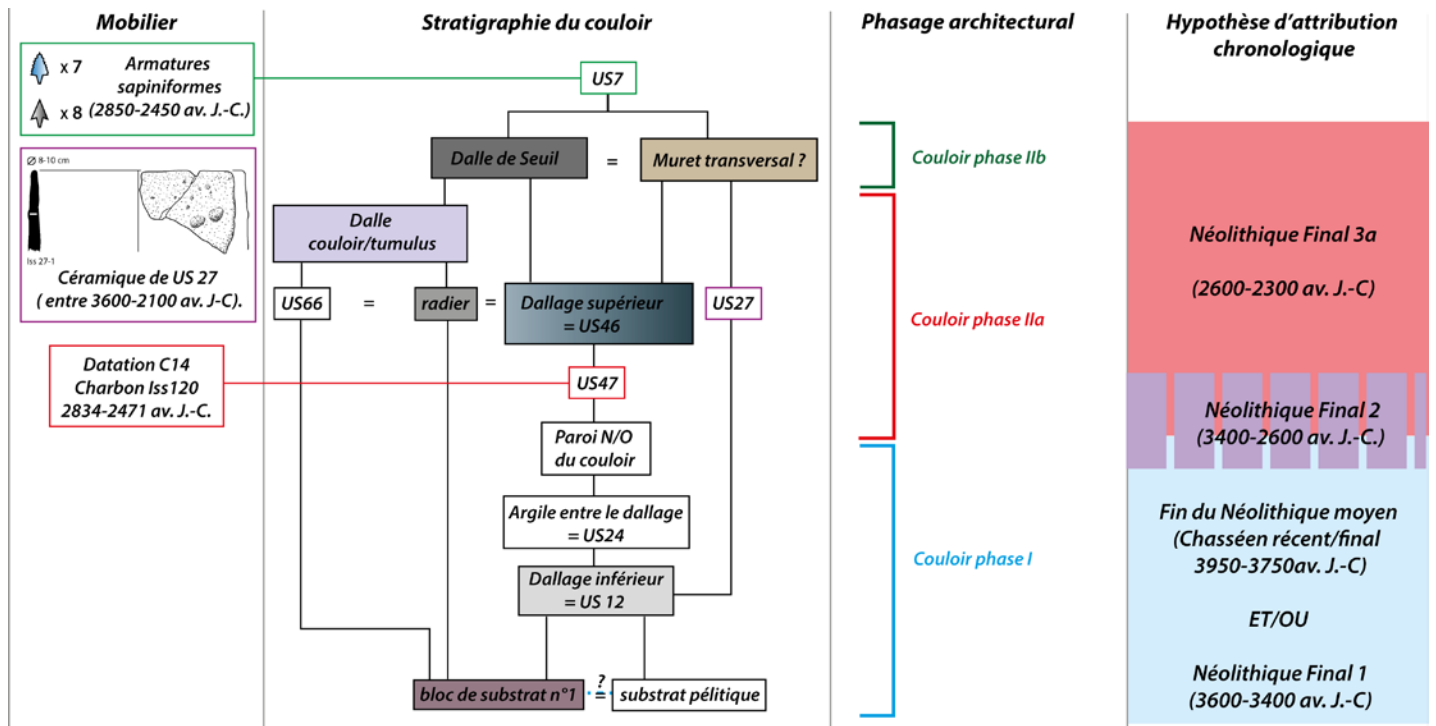 Mobilier
Stratigraphie du couloir
Phasage architectural
Hypothèse d'attribution
chronologique
x 7
Armatures
sapiniformes
x 8
(2850-2450 av. J.-C.)
Ø 8-10 cm
Iss 27-1
Céramique de US 27
( entre 3600-2100 av. J-C).
Datation C14
Charbon Iss120
2834-2471 av. J.-C.
US7
Dalle de Seuil
=
Muret transversal ?
Dalle
couloir/tumulus
US66
=
radier
=
Dallage supérieur
= US46
US27
US47
Paroi N/O
du couloir
Argile entre le dallage
= US24
Dallage inférieur
= US 12
bloc de substrat n°1
?
=
substrat pélitique
Couloir phase IIb
Couloir phase IIa
Couloir phase I
Néolithique Final 3a
(2600-2300 av. J.-C)
Néolithique Final 2
(3400-2600 av. J.-C.)
Fin du Néolithique moyen
(Chasséen récent/final
3950-3750av. J.-C)
ET/OU
Néolithique Final 1
(3600-3400 av. J.-C)